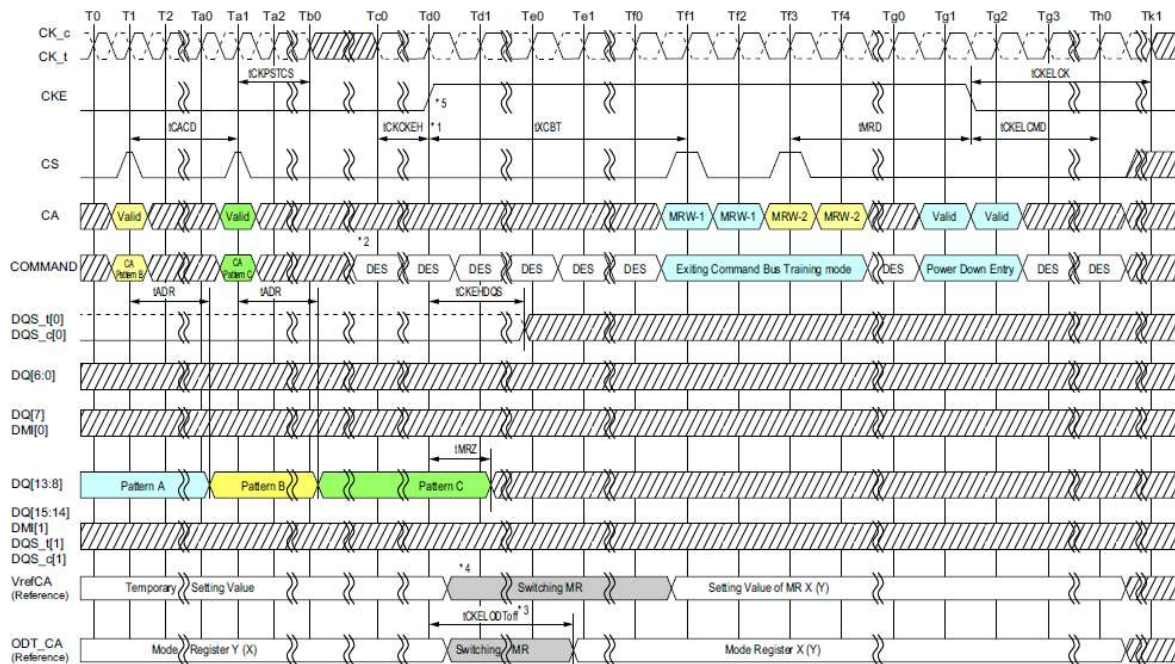 T0 T1 T2 Ta0 Ta1 Ta2 Tb0 Tc0 Td0 Td1 Te0 Te1 Tf0 Tf1 Tf2 Tf3 Tf4 Tg0 Tg1 Tg2 Tg3 Th0 Tk1
CK_c
CK_t
tCKPSTCS tCKELCK
CKE
* 5
tCACD tCKCKEH * 1 tXCBT tMRD tCKELCMD
CS
CA Valid Valid MRW-1 MRW-1 MRW-2 MRW-2 Valid Valid
* 2
COMMAND CA Pattern B CA Pattern C DES DES DES DES DES DES Exiting Command Bus Training mode DES Power Down Entry DES DES
tADR tADR tCKEHDQS
DQS_t[0]
DQS_c[0]
DQ[6:0]
DQ[7]
DMI[0]
tMRZ
DQ[13:8] Pattern A Pattern B Pattern C
DQ[15:14]
DMI[1]
DQS_t[1]
DQS_c[1]
* 4
VrefCA Temporary Setting Value Switching MR Setting Value of MR X (Y)
(Reference)
tCKELODToff * 3
ODT_CA Mode Register Y (X) Switching MR Mode Register X (Y)
(Reference)